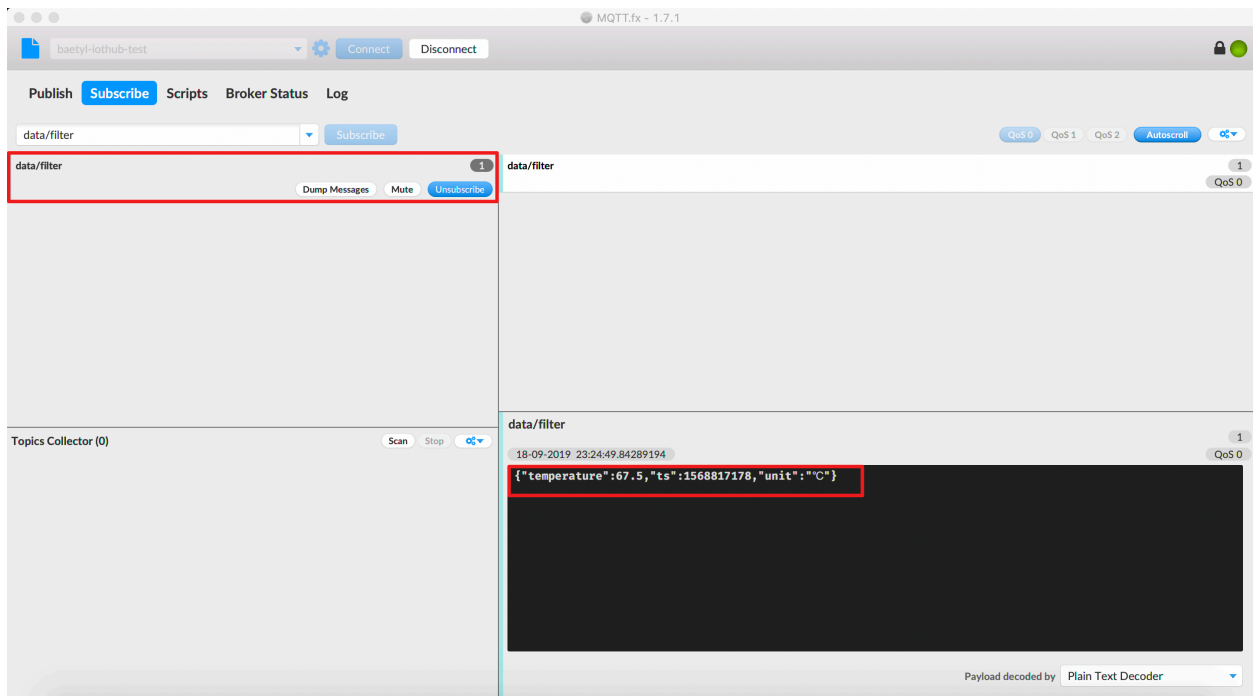 MQTT.fx - 1.7.1
baetyl-iothub-test Connect Disconnect
Publish Subscribe Scripts Broker Status Log
data/filter Subscribe QoS 0 QoS 1 QoS 2 Autoscroll
data/filter 1
Dump Messages Mute Unsubscribe
data/filter 1
QoS 0
Topics Collector (0) Scan Stop
data/filter
1
18-09-2019 23:24:49.84289194 QoS 0
{"temperature":67.5,"ts":1568817178,"unit":"℃"}
Payload decoded by Plain Text Decoder